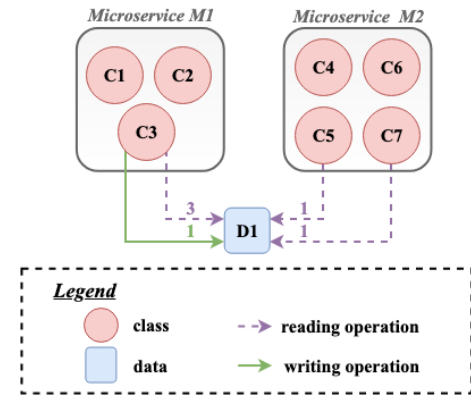 Microservice M1
Microservice M2
C1
C2
C3
C4
C6
C5
C7
3
1
D1
1
1
Legend
class
reading operation
data
writing operation